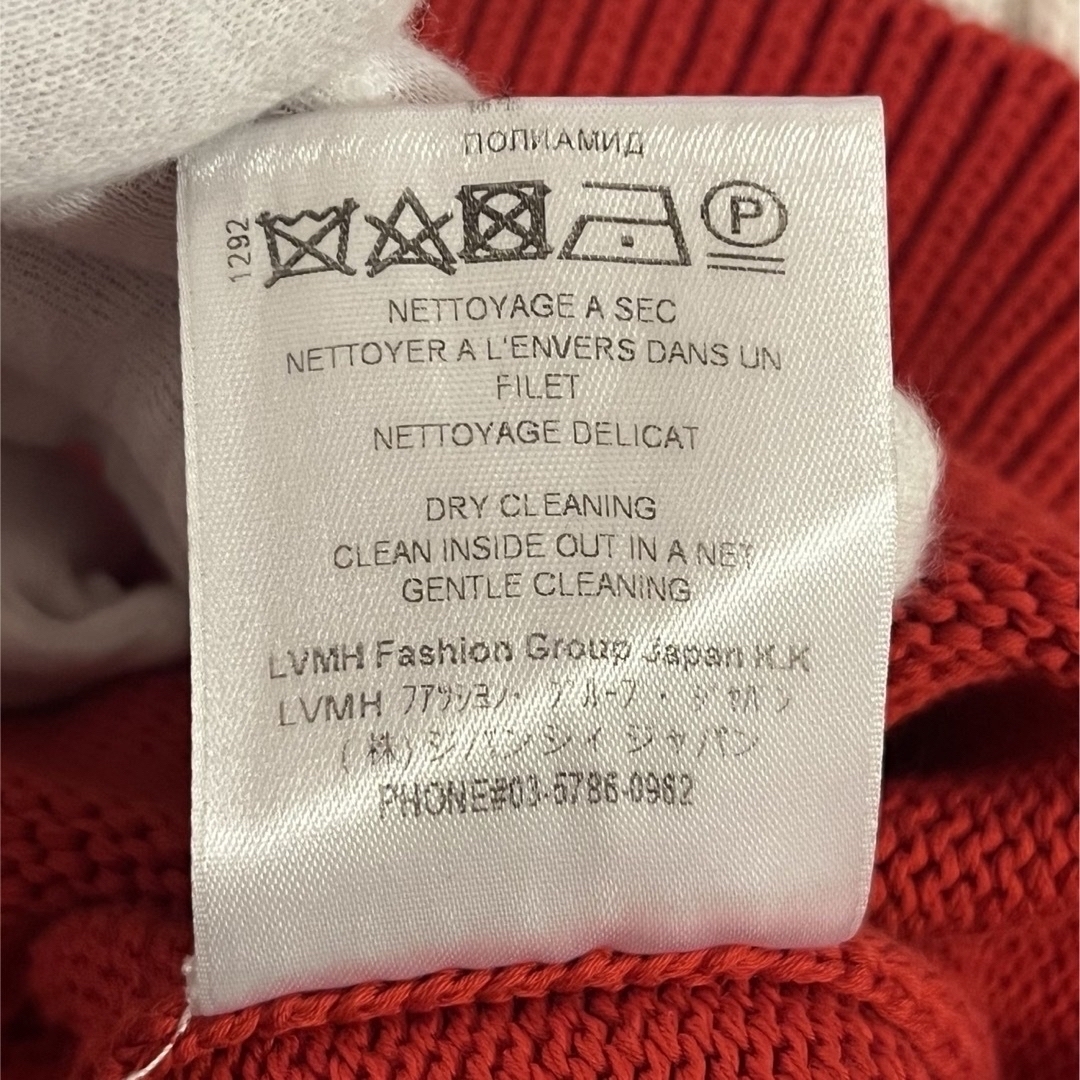 ПОЛИАМИД
1292
P
NETTOYAGE A SEC
NETTOYER A L'ENVERS DANS UN
FILET
NETTOYAGE DELICAT
DRY CLEANING
CLEAN INSIDE OUT IN A NET
GENTLE CLEANING
LVMH Fashion Group Japan K.K
LVMH ファッション・グループ・ジャパン
(株)ジバンシィ ジャパン
PHONE#03-5786-0962